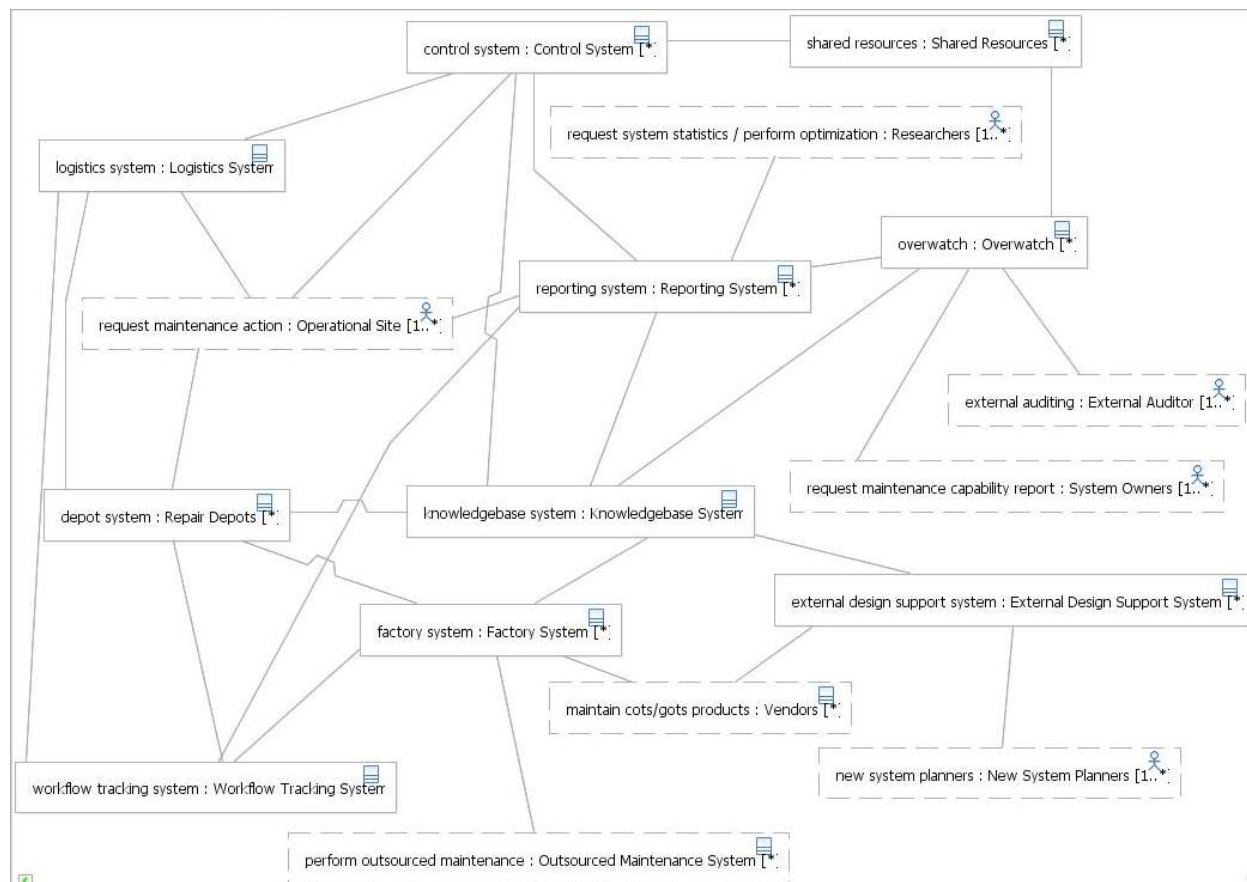 control system : Control System [*]
shared resources : Shared Resources [*]
request system statistics / perform optimization : Researchers [1..*]
logistics system : Logistics System
overwatch : Overwatch [*]
reporting system : Reporting System [*]
request maintenance action : Operational Site [1..*]
external auditing : External Auditor [1..*]
request maintenance capability report : System Owners [1..*]
depot system : Repair Depots [*]
knowledgebase system : Knowledgebase System
external design support system : External Design Support System [*]
factory system : Factory System [*]
maintain cots/gots products : Vendors [*]
workflow tracking system : Workflow Tracking System
new system planners : New System Planners [1..*]
perform outsourced maintenance : Outsourced Maintenance System [*]